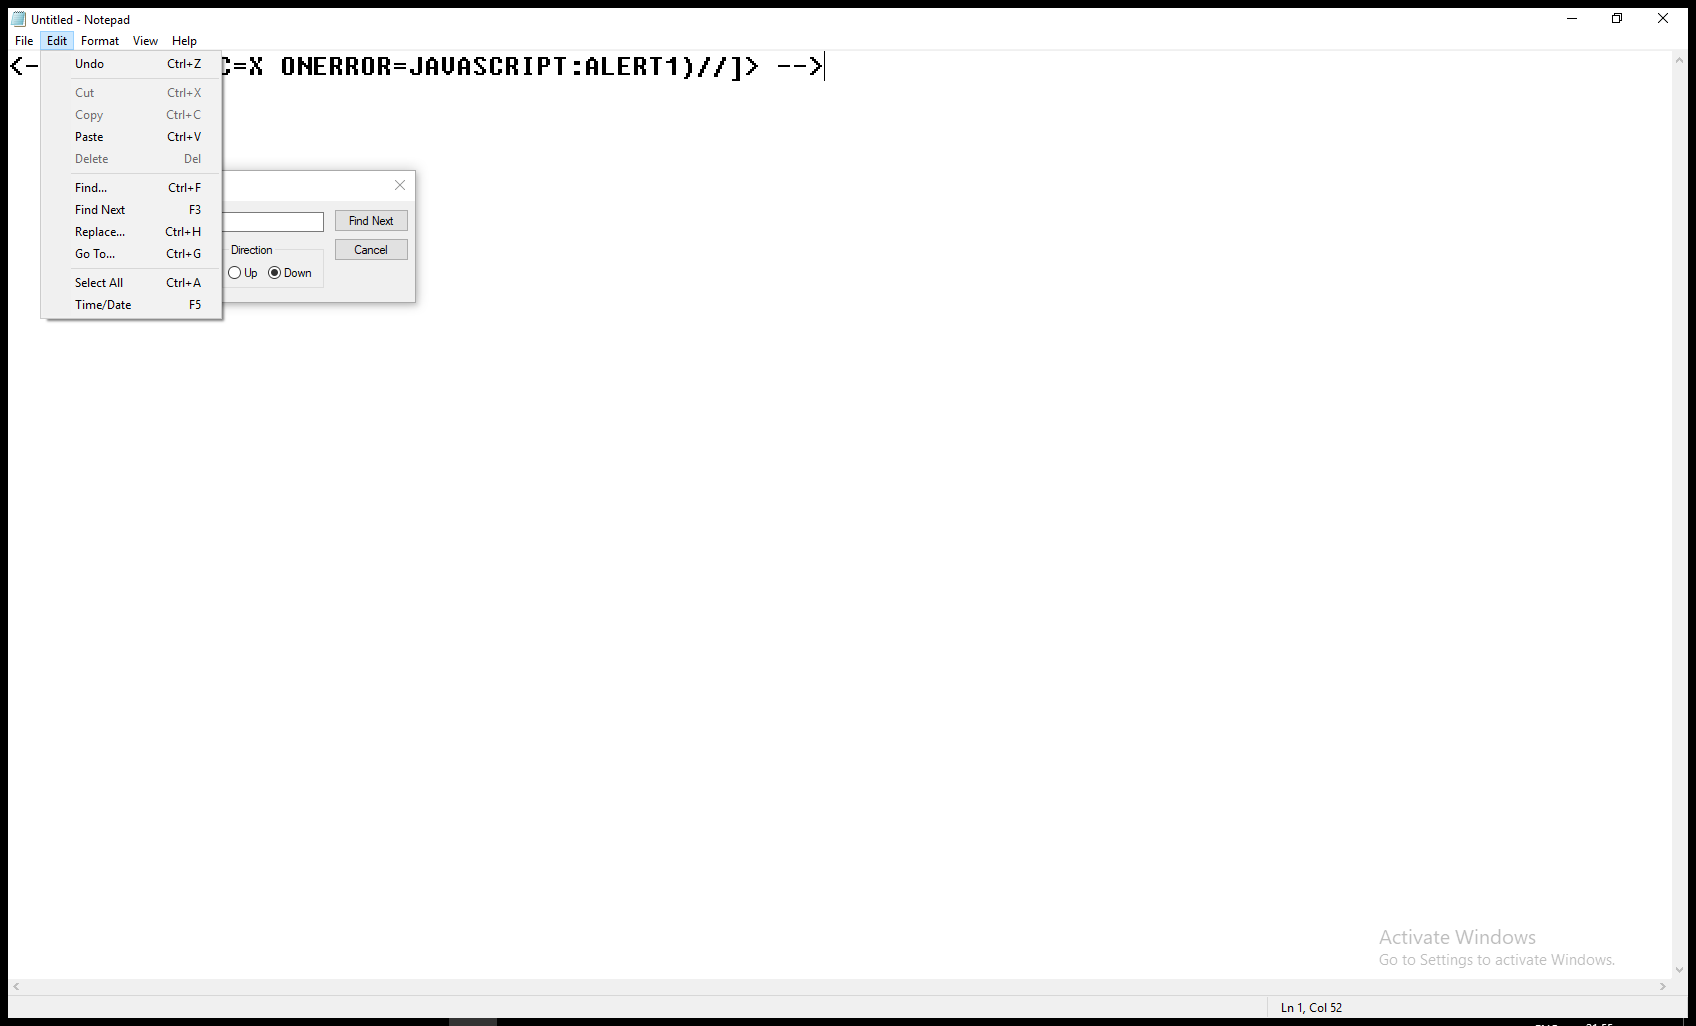 Untitled - Notepad
File Edit Format View Help
<- C=X ONERROR=JAVASCRIPT:ALERT1)//]> -->
Undo Ctrl+Z
Cut Ctrl+X
Copy Ctrl+C
Paste Ctrl+V
Delete Del
Find... Ctrl+F
Find Next F3
Replace... Ctrl+H
Go To... Ctrl+G
Select All Ctrl+A
Time/Date F5
Find Next
Direction
Cancel
Up Down
Activate Windows
Go to Settings to activate Windows.
Ln 1, Col 52